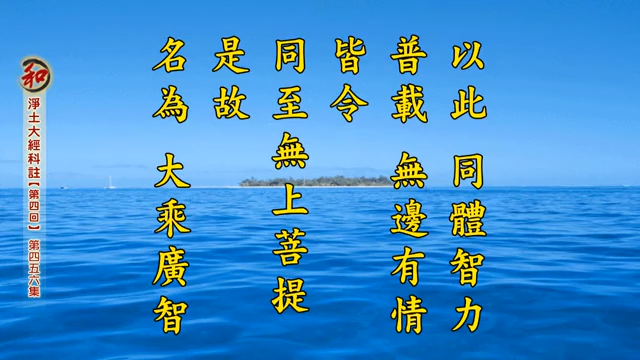 以此 同體智力
普載 無邊有情
皆令
同至無上菩提
是故
名為 大乘廣智
和
淨土大經科註【第四回】 第四五六集